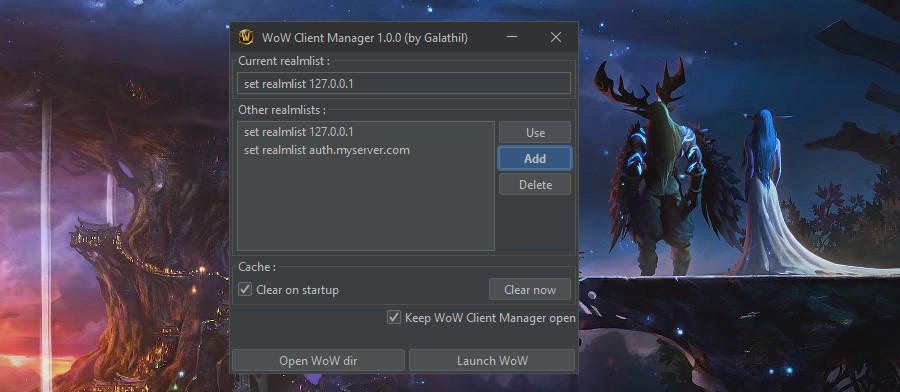 WoW Client Manager 1.0.0 (by Galathil)
Current realmlist :
set realmlist 127.0.0.1
Other realmlists :
set realmlist 127.0.0.1
set realmlist auth.myserver.com
Use
Add
Delete
Cache :
Clear on startup
Clear now
Keep WoW Client Manager open
Open WoW dir
Launch WoW